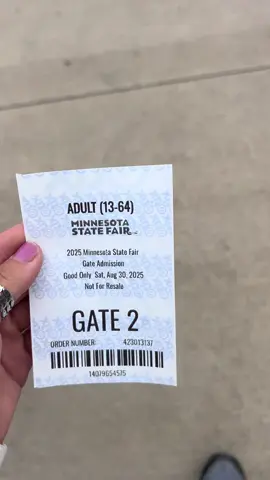 ADULT (13-64)
MINNESOTA
STATE FAIR
2025 Minnesota State Fair
Gate Admission
Good Only Sat, Aug 30, 2025
Not For Resale
GATE 2
ORDER NUMBER: 423013137
14079654575